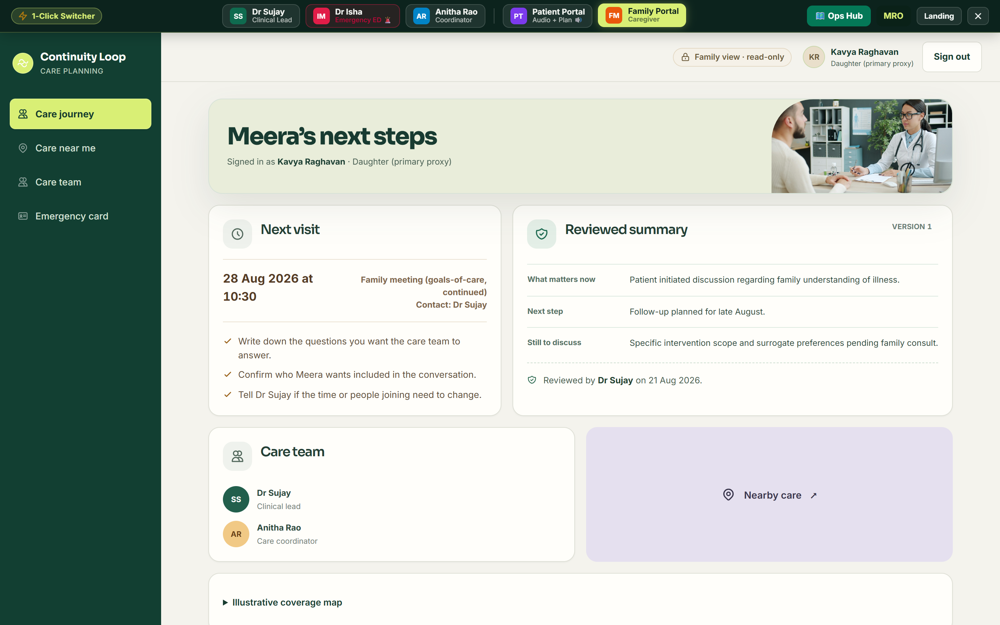 1-Click Switcher
SS
Dr Sujay
Clinical Lead
IM
Dr Isha
Emergency ED 🚨
AR
Anitha Rao
Coordinator
PT
Patient Portal
Audio + Plan 🔊
FM
Family Portal
Caregiver
🗺️ Ops Hub
MRO
Landing
✕
Continuity Loop
CARE PLANNING
Care journey
Care near me
Care team
Emergency card
Family view · read-only
KR
Kavya Raghavan
Daughter (primary proxy)
Sign out
Meera’s next steps
Signed in as Kavya Raghavan · Daughter (primary proxy)
Next visit
28 Aug 2026 at
10:30
Family meeting (goals-of-care,
continued)
Contact: Dr Sujay
Write down the questions you want the care team to
answer.
Confirm who Meera wants included in the conversation.
Tell Dr Sujay if the time or people joining need to change.
Reviewed summary
VERSION 1
What matters now
Patient initiated discussion regarding family understanding of illness.
Next step
Follow-up planned for late August.
Still to discuss
Specific intervention scope and surrogate preferences pending family consult.
Reviewed by Dr Sujay on 21 Aug 2026.
Care team
SS
Dr Sujay
Clinical lead
AR
Anitha Rao
Care coordinator
Nearby care ↗
▶ Illustrative coverage map